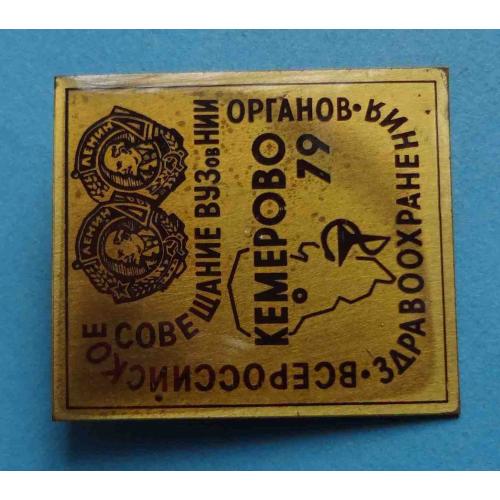 ЛЕНИН
ЛЕНИН
ВСЕРОССИЙСКОЕ
СОВЕЩАНИЕ ВУЗов НИИ
ОРГАНОВ • ЗДРАВООХРАНЕНИЯ •
КЕМЕРОВО
79